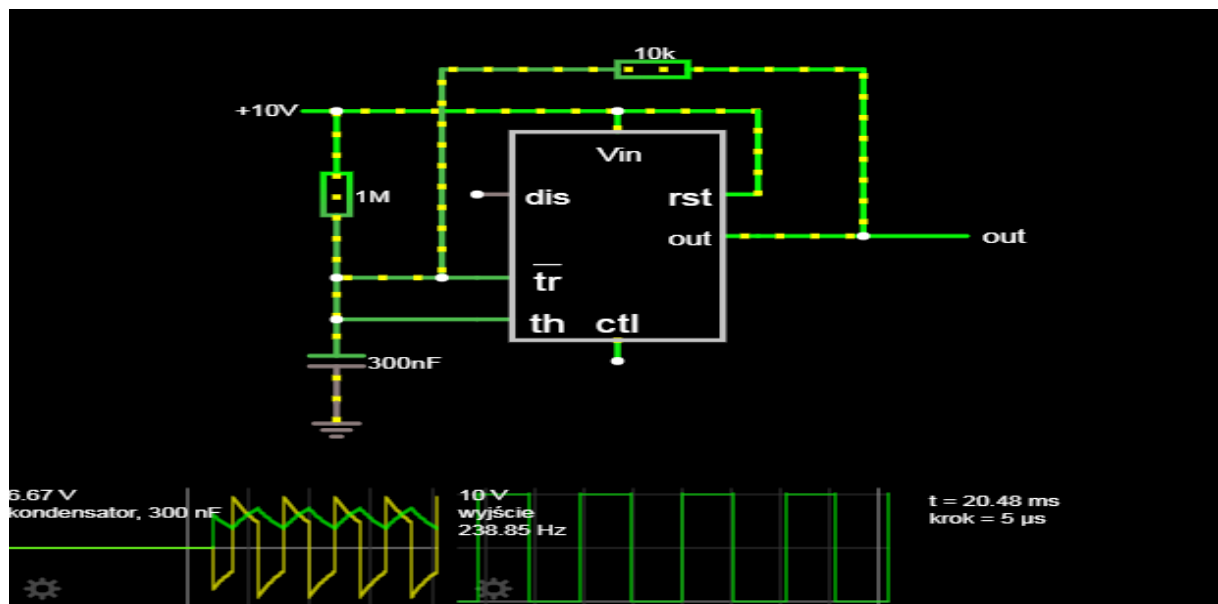 10k
+10V
Vin
1M
dis
rst
out
out
tr
th ctl
300nF
6.67 V
kondensator, 300 nF
10 V
wyjście
238.85 Hz
t = 20.48 ms
krok = 5 µs